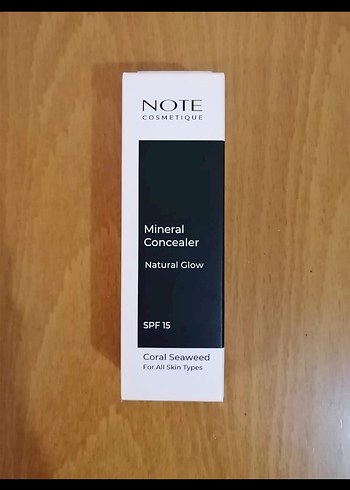 NOTE
COSMETIQUE
Mineral
Concealer
Natural Glow
SPF 15
Coral Seaweed
For All Skin Types